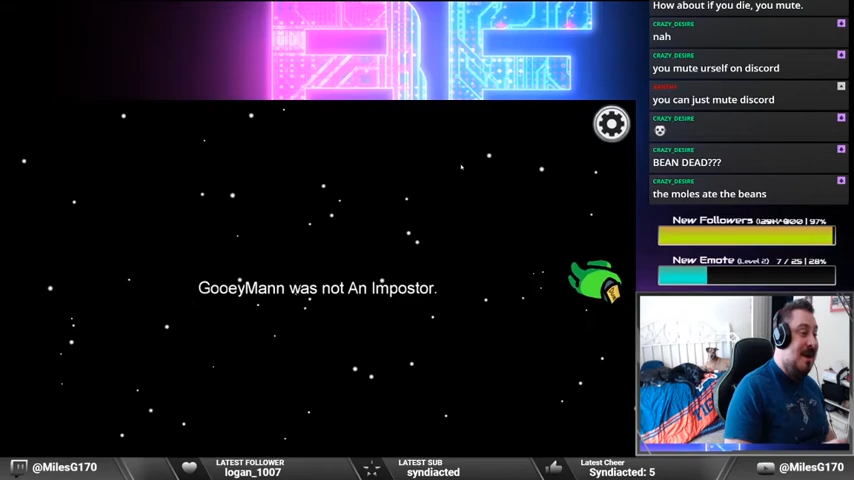 How about if you die, you mute.
CRAZY_DESIRE
nah
CRAZY_DESIRE
you mute urself on discord
you can just mute discord
CRAZY_DESIRE
CRAZY_DESIRE
BEAN DEAD???
CRAZY_DESIRE
the moles ate the beans
New Followers
97%
New Emote (Level 2) 7 / 25 | 28%
GooeyMann was not An Impostor.
@MilesG170
LATEST FOLLOWER
logan_1007
LATEST SUB
syndiacted
Latest Cheer
Syndiacted: 5
@MilesG170